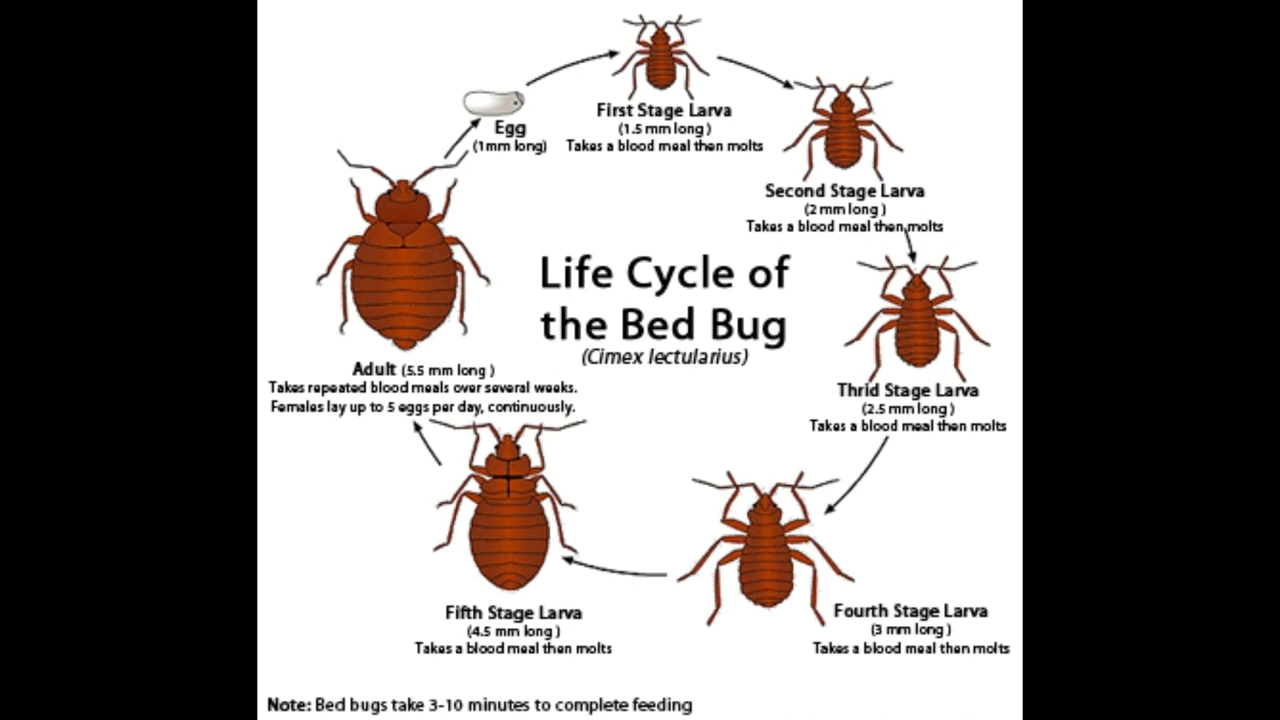 Egg
(1mm long)
First Stage Larva
(1.5 mm long )
Takes a blood meal then molts
Second Stage Larva
(2 mm long )
Takes a blood meal then molts
Life Cycle of
the Bed Bug
(Cimex lectularius)
Thrid Stage Larva
(2.5 mm long )
Takes a blood meal then molts
Fourth Stage Larva
(3 mm long )
Takes a blood meal then molts
Fifth Stage Larva
(4.5 mm long )
Takes a blood meal then molts
Adult (5.5 mm long )
Takes repeated blood meals over several weeks.
Females lay up to 5 eggs per day, continuously.
Note: Bed bugs take 3-10 minutes to complete feeding